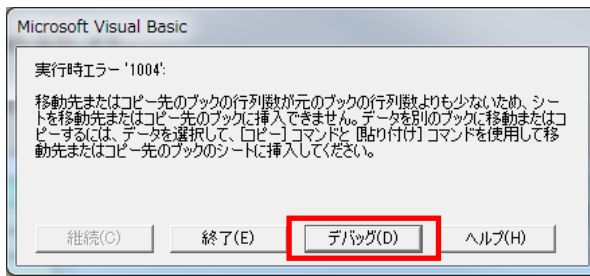 Microsoft Visual Basic
実行時エラー '1004':
移動先またはコピー先のブックの行列数が元のブックの行列数よりも少ないため、シー
トを移動先またはコピー先のブックに挿入できません。データを別のブックに移動またはコ
ピーするには、データを選択して、[コピー] コマンドと [貼り付け] コマンドを使用して移
動先またはコピー先のブックのシートに挿入してください。
継続(C) 終了(E) デバッグ(D) ヘルプ(H)